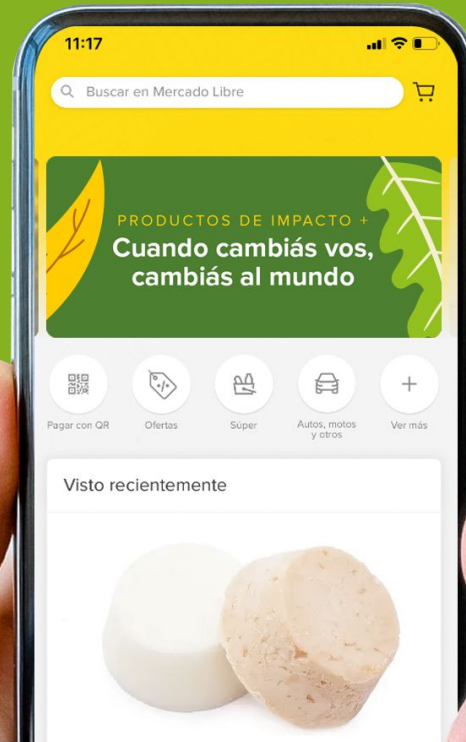 11:17
Buscar en Mercado Libre
PRODUCTOS DE IMPACTO +
Cuando cambiás vos,
cambiás al mundo
Pagar con QR
Ofertas
Súper
Autos, motos
y otros
Ver más
Visto recientemente